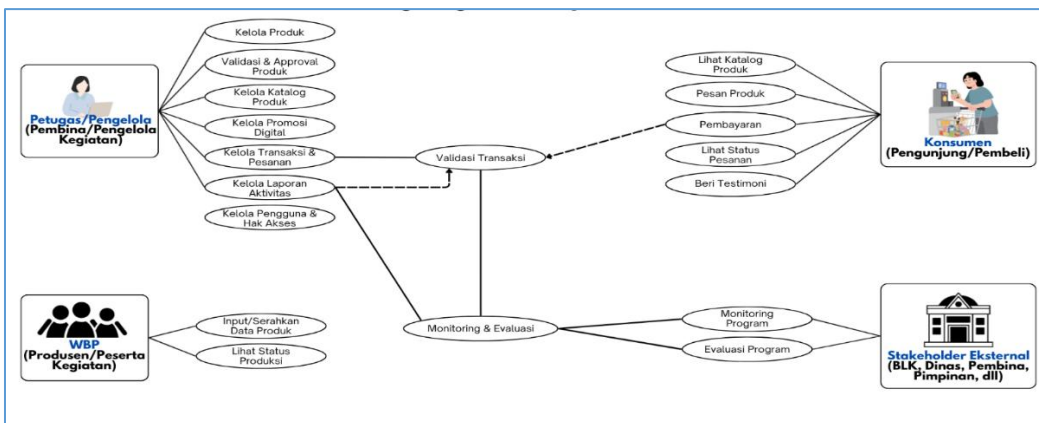 Kelola Produk
Validasi & Approval
Produk
Kelola Katalog
Produk
Kelola Promosi
Digital
Kelola Transaksi &
Pesanan
Kelola Laporan
Aktivitas
Kelola Pengguna &
Hak Akses
Petugas/Pengelola
(Pembina/Pengelola
Kegiatan)
Validasi Transaksi
Lihat Katalog
Produk
Pesan Produk
Pembayaran
Lihat Status
Pesanan
Beri Testimoni
Konsumen
(Pengunjung/Pembeli)
WBP
(Produsen/Peserta
Kegiatan)
Input/Serahkan
Data Produk
Lihat Status
Produksi
Monitoring & Evaluasi
Monitoring
Program
Evaluasi Program
Stakeholder Eksternal
(BLK, Dinas, Pembina,
Pimpinan, dll)